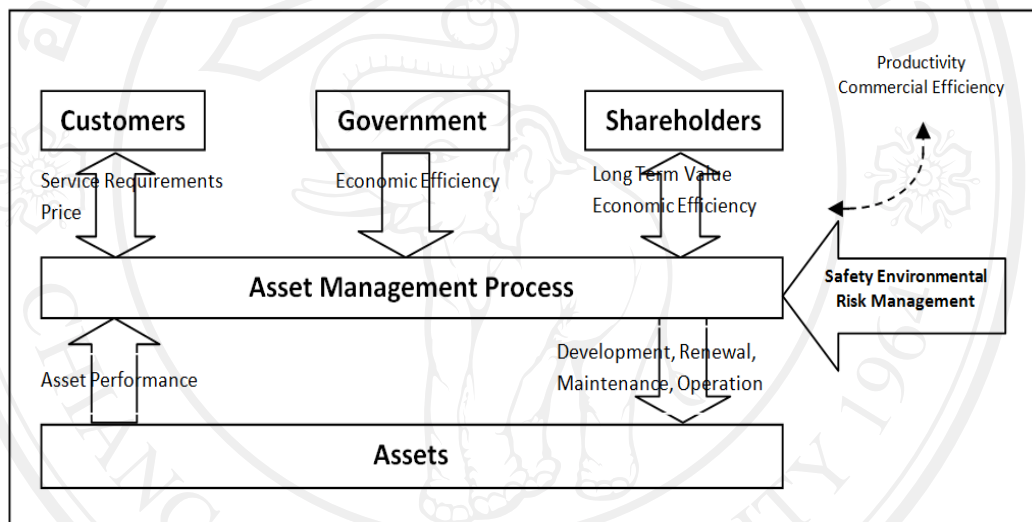 Productivity
Commercial Efficiency
Customers
Government
Shareholders
Service Requirements
Price
Economic Efficiency
Long Term Value
Economic Efficiency
Asset Management Process
Safety Environmental
Risk Management
Asset Performance
Development, Renewal,
Maintenance, Operation
Assets